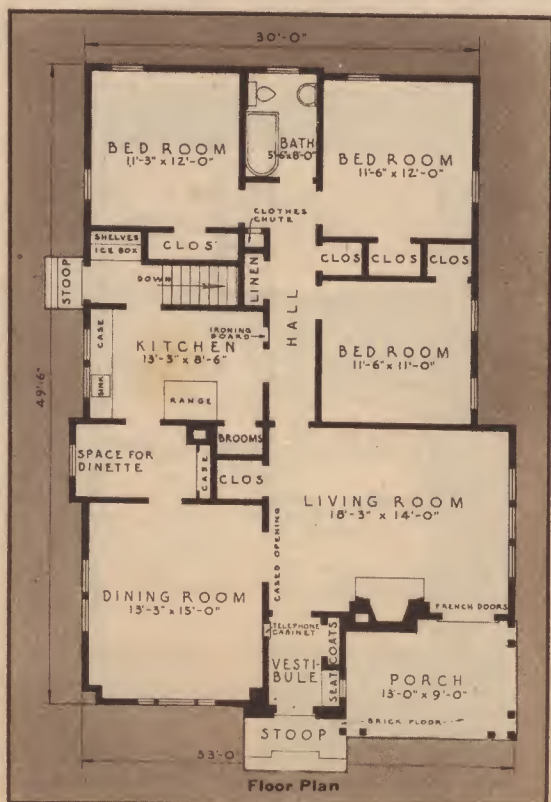 30'-0"
BED ROOM
11'-3" x 12'-0"
BATH
5'-6" x 8'-0"
BED ROOM
11'-6" x 12'-0"
CLOTHES
CHUTE
SHELVES
ICE BOX
CLOS
CLOS
CLOS
CLOS
STOOP
DOWN
LINEN
HALL
CASE
KITCHEN
13'-3" x 8'-6"
IRONING
BOARD
BED ROOM
11'-6" x 11'-0"
SINK
RANGE
49'-6"
BROOMS
SPACE FOR
DINETTE
CASE
CLOS
LIVING ROOM
18'-3" x 14'-0"
CASED OPENING
DINING ROOM
13'-3" x 15'-0"
FRENCH DOORS
TELEPHONE
CABINET
COATS
VESTI-
BULE
SEAT
PORCH
13'-0" x 9'-0"
BRICK FLOOR
STOOP
33'-0"
Floor Plan